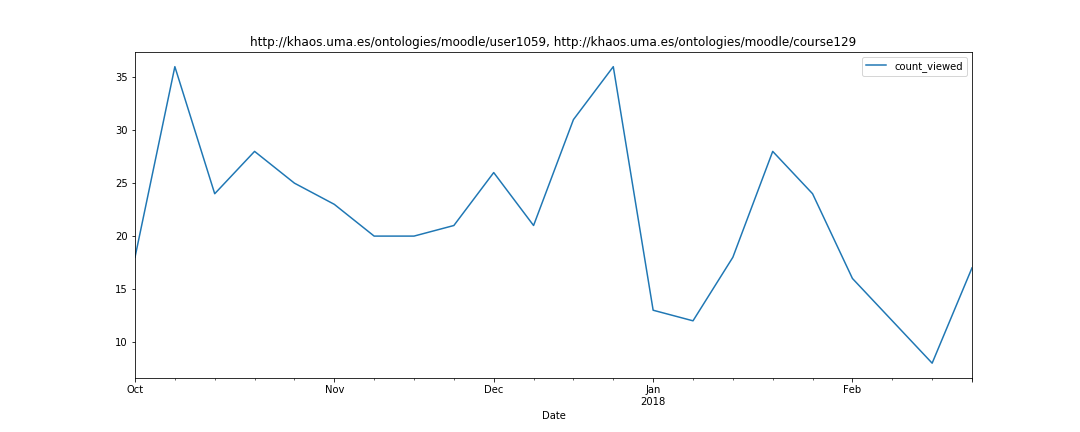 http://khaos.uma.es/ontologies/moodle/user1059, http://khaos.uma.es/ontologies/moodle/course129
count_viewed
35
30
25
20
15
10
Oct Nov Dec Jan Feb
2018
Date